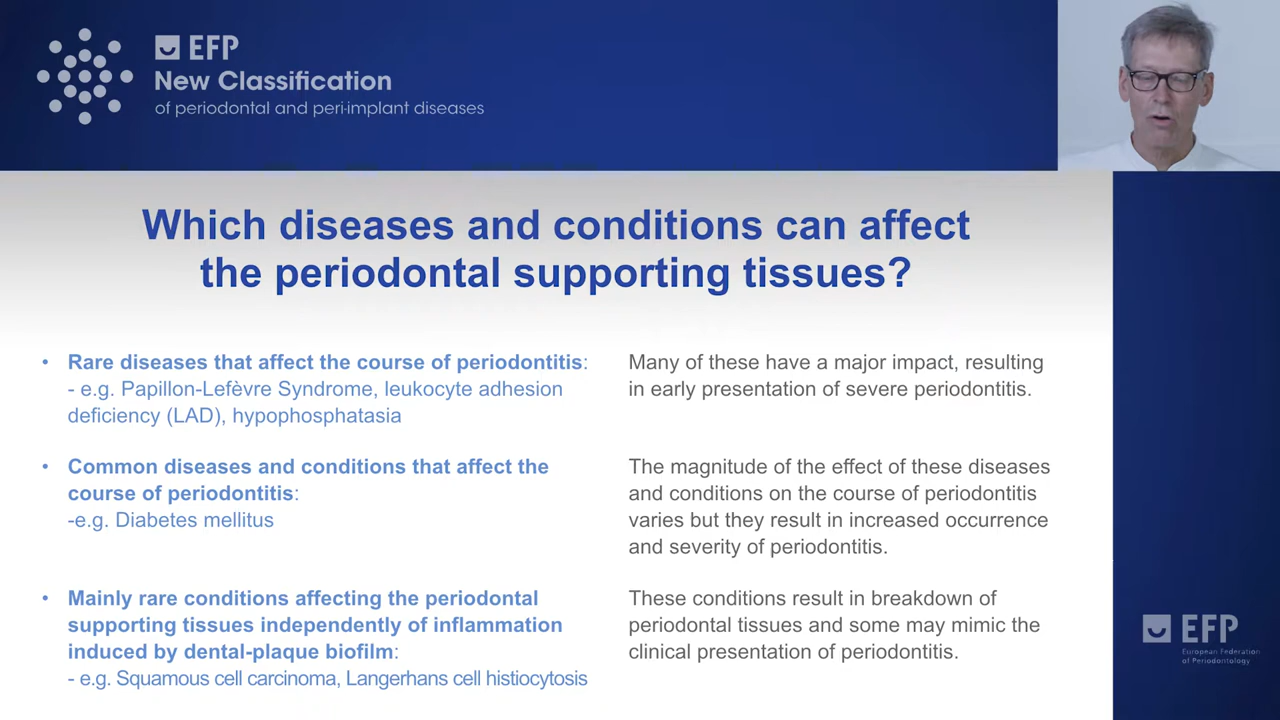 EFP
New Classification
of periodontal and peri-implant diseases
Which diseases and conditions can affect
the periodontal supporting tissues?
• Rare diseases that affect the course of periodontitis:
- e.g. Papillon-Lefèvre Syndrome, leukocyte adhesion
deficiency (LAD), hypophosphatasia
Many of these have a major impact, resulting
in early presentation of severe periodontitis.
• Common diseases and conditions that affect the
course of periodontitis:
-e.g. Diabetes mellitus
The magnitude of the effect of these diseases
and conditions on the course of periodontitis
varies but they result in increased occurrence
and severity of periodontitis.
• Mainly rare conditions affecting the periodontal
supporting tissues independently of inflammation
induced by dental-plaque biofilm:
- e.g. Squamous cell carcinoma, Langerhans cell histiocytosis
These conditions result in breakdown of
periodontal tissues and some may mimic the
clinical presentation of periodontitis.
EFP
European Federation
of Periodontology